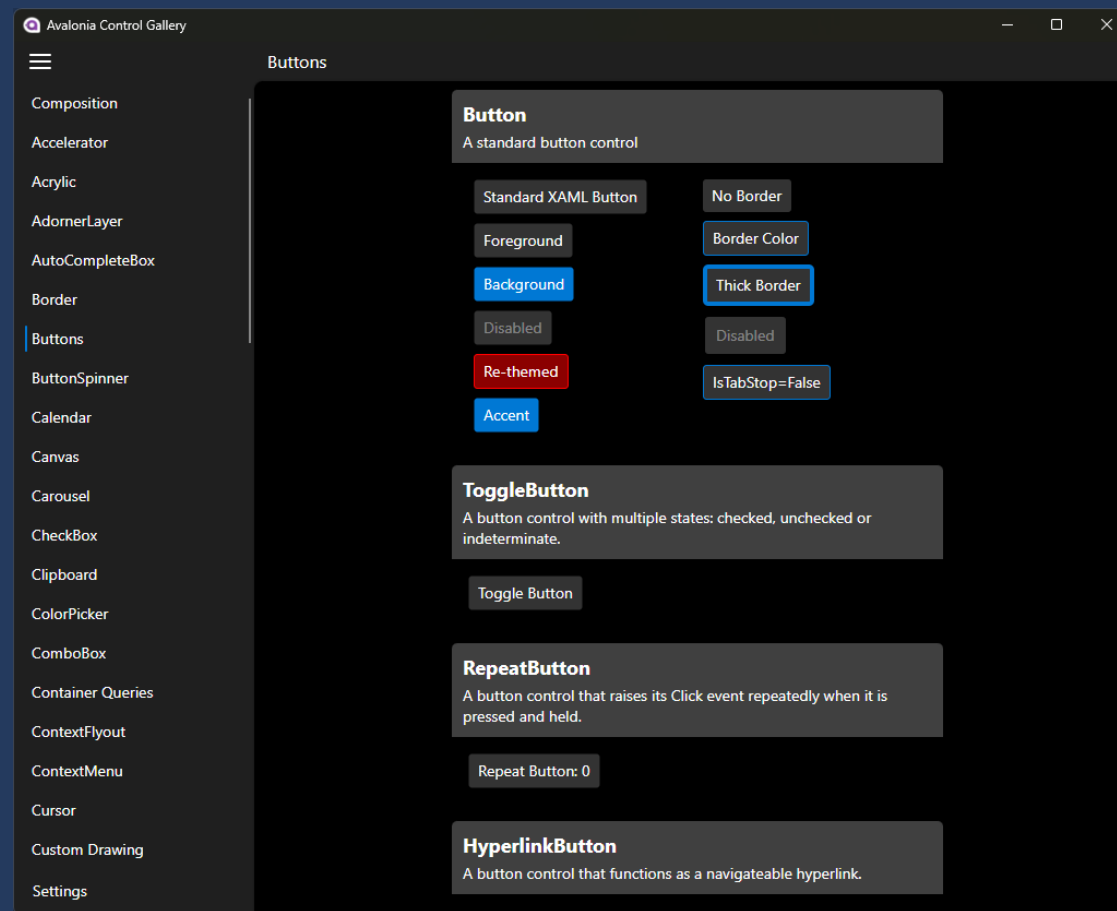 Avalonia Control Gallery
Buttons
Composition
Accelerator
Acrylic
AdornerLayer
AutoCompleteBox
Border
Buttons
ButtonSpinner
Calendar
Canvas
Carousel
CheckBox
Clipboard
ColorPicker
ComboBox
Container Queries
ContextFlyout
ContextMenu
Cursor
Custom Drawing
Settings
Button
A standard button control
Standard XAML Button
Foreground
Background
Disabled
Re-themed
Accent
No Border
Border Color
Thick Border
Disabled
IsTabStop=False
ToggleButton
A button control with multiple states: checked, unchecked or
indeterminate.
Toggle Button
RepeatButton
A button control that raises its Click event repeatedly when it is
pressed and held.
Repeat Button: 0
HyperlinkButton
A button control that functions as a navigateable hyperlink.